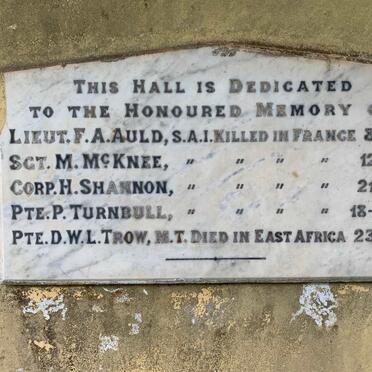 THIS HALL IS DEDICATED
TO THE HONOURED MEMORY
LIEUT. F.A. AULD, S.A.I. KILLED IN FRANCE
SGT. M. MCKNEE, " " " " 12
CORP. H. SHANNON, " " " " 21
PTE. P. TURNBULL, " " " " 18-
PTE. D.W.L. TROW, M.T. DIED IN EAST AFRICA 23